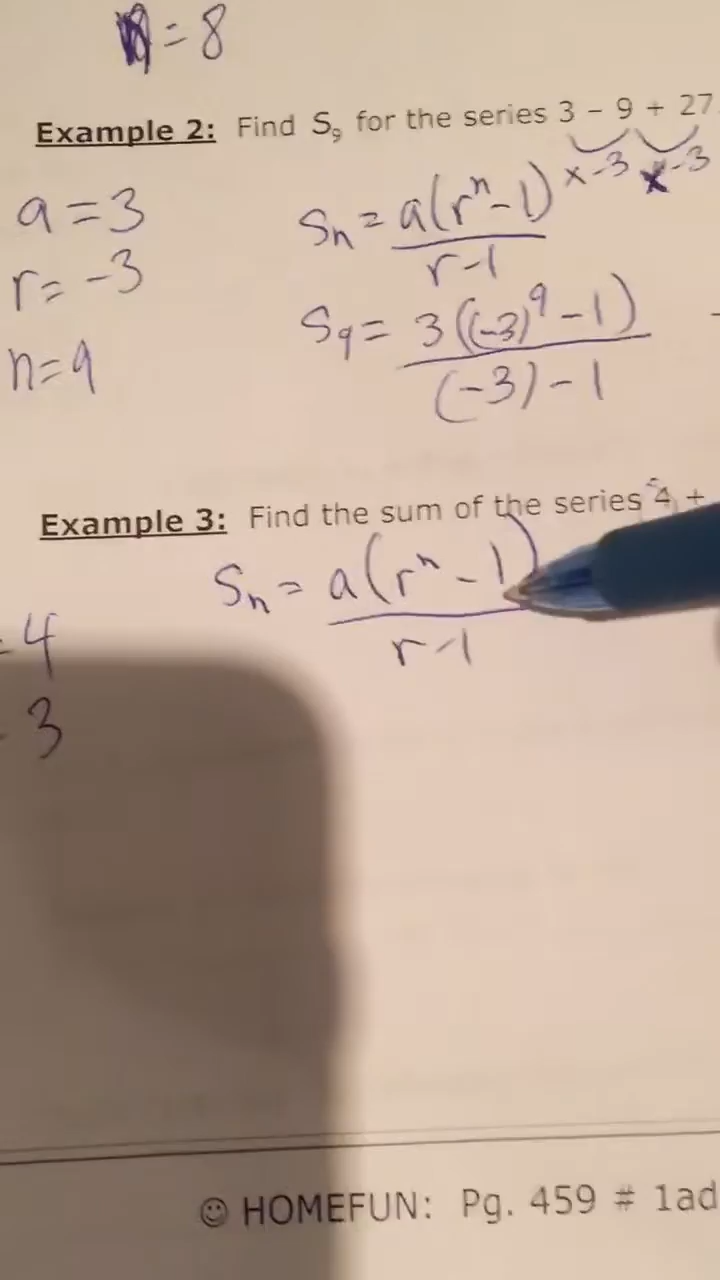 n = 8
Example 2: Find S₉ for the series 3 – 9 + 27
x -3 x -3
a = 3 Sn = a(rⁿ - 1)
r - 1
r = -3
S9 = 3((-3)⁹ - 1)
n = 9 (-3) - 1
Example 3: Find the sum of the series 4 +
Sn = a(rⁿ - 1)
= 4 r - 1
3
☺ HOMEFUN: Pg. 459 # 1ad